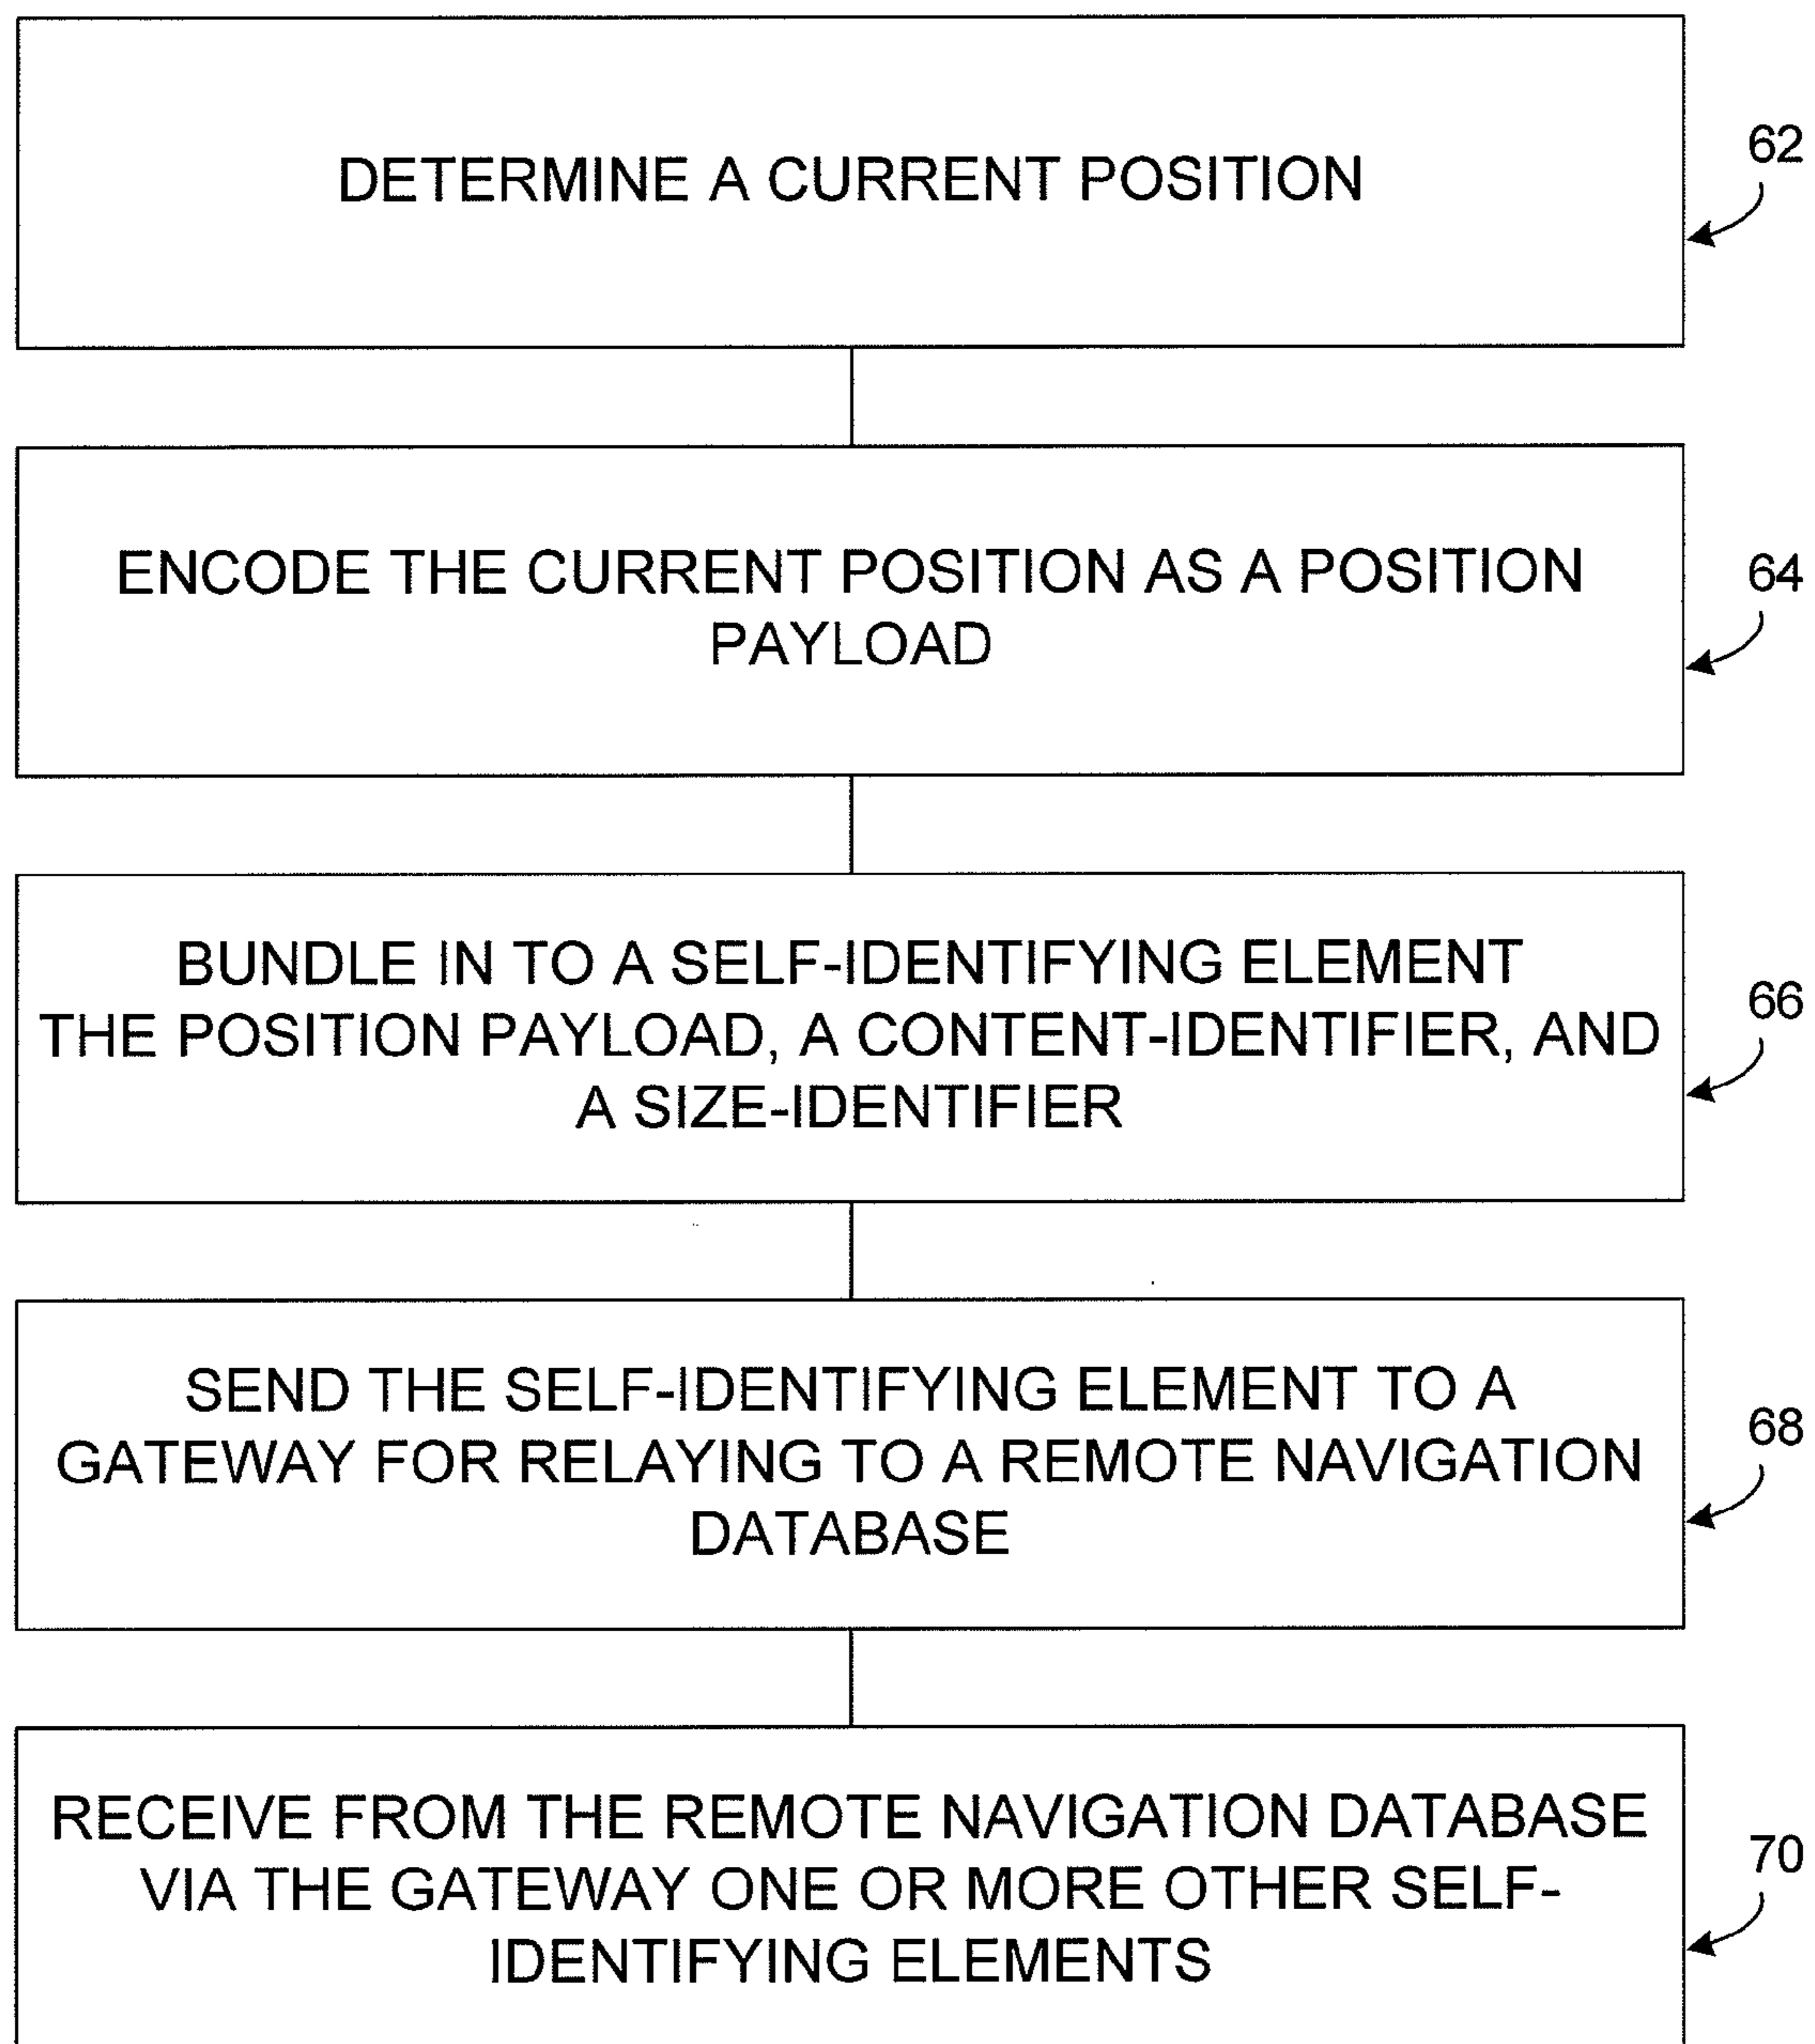 DETERMINE A CURRENT POSITION
62
ENCODE THE CURRENT POSITION AS A POSITION
PAYLOAD
64
BUNDLE IN TO A SELF-IDENTIFYING ELEMENT
THE POSITION PAYLOAD, A CONTENT-IDENTIFIER, AND
A SIZE-IDENTIFIER
66
SEND THE SELF-IDENTIFYING ELEMENT TO A
GATEWAY FOR RELAYING TO A REMOTE NAVIGATION
DATABASE
68
RECEIVE FROM THE REMOTE NAVIGATION DATABASE
VIA THE GATEWAY ONE OR MORE OTHER SELF-
IDENTIFYING ELEMENTS
70